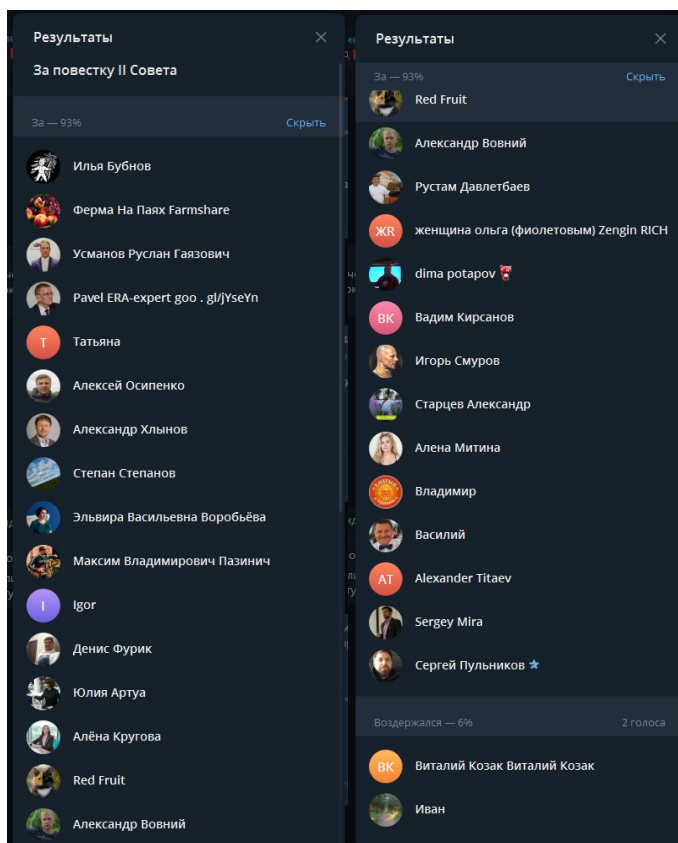 Результаты
За повестку II Совета
За — 93%
Скрыть
Илья Бубнов
Ферма На Паях Farmshare
Усманов Руслан Гаязович
Pavel ERA-expert goo . gl/jYseYn
Т
Татьяна
Алексей Осипенко
Александр Хлынов
Степан Степанов
Эльвира Васильевна Воробьёва
Максим Владимирович Пазинич
I
Igor
Денис Фурик
Юлия Артуа
Алёна Кругова
Red Fruit
Александр Вовний
Результаты
За — 93%
Скрыть
Red Fruit
Александр Вовний
Рустам Давлетбаев
ЖR
женщина ольга (фиолетовым) Zengin RICH
dima potapov
ВК
Вадим Кирсанов
Игорь Смуров
Старцев Александр
Алена Митина
Владимир
Василий
AT
Alexander Titaev
Sergey Mira
Сергей Пульников
Воздержался — 6%
2 голоса
ВК
Виталий Козак Виталий Козак
Иван